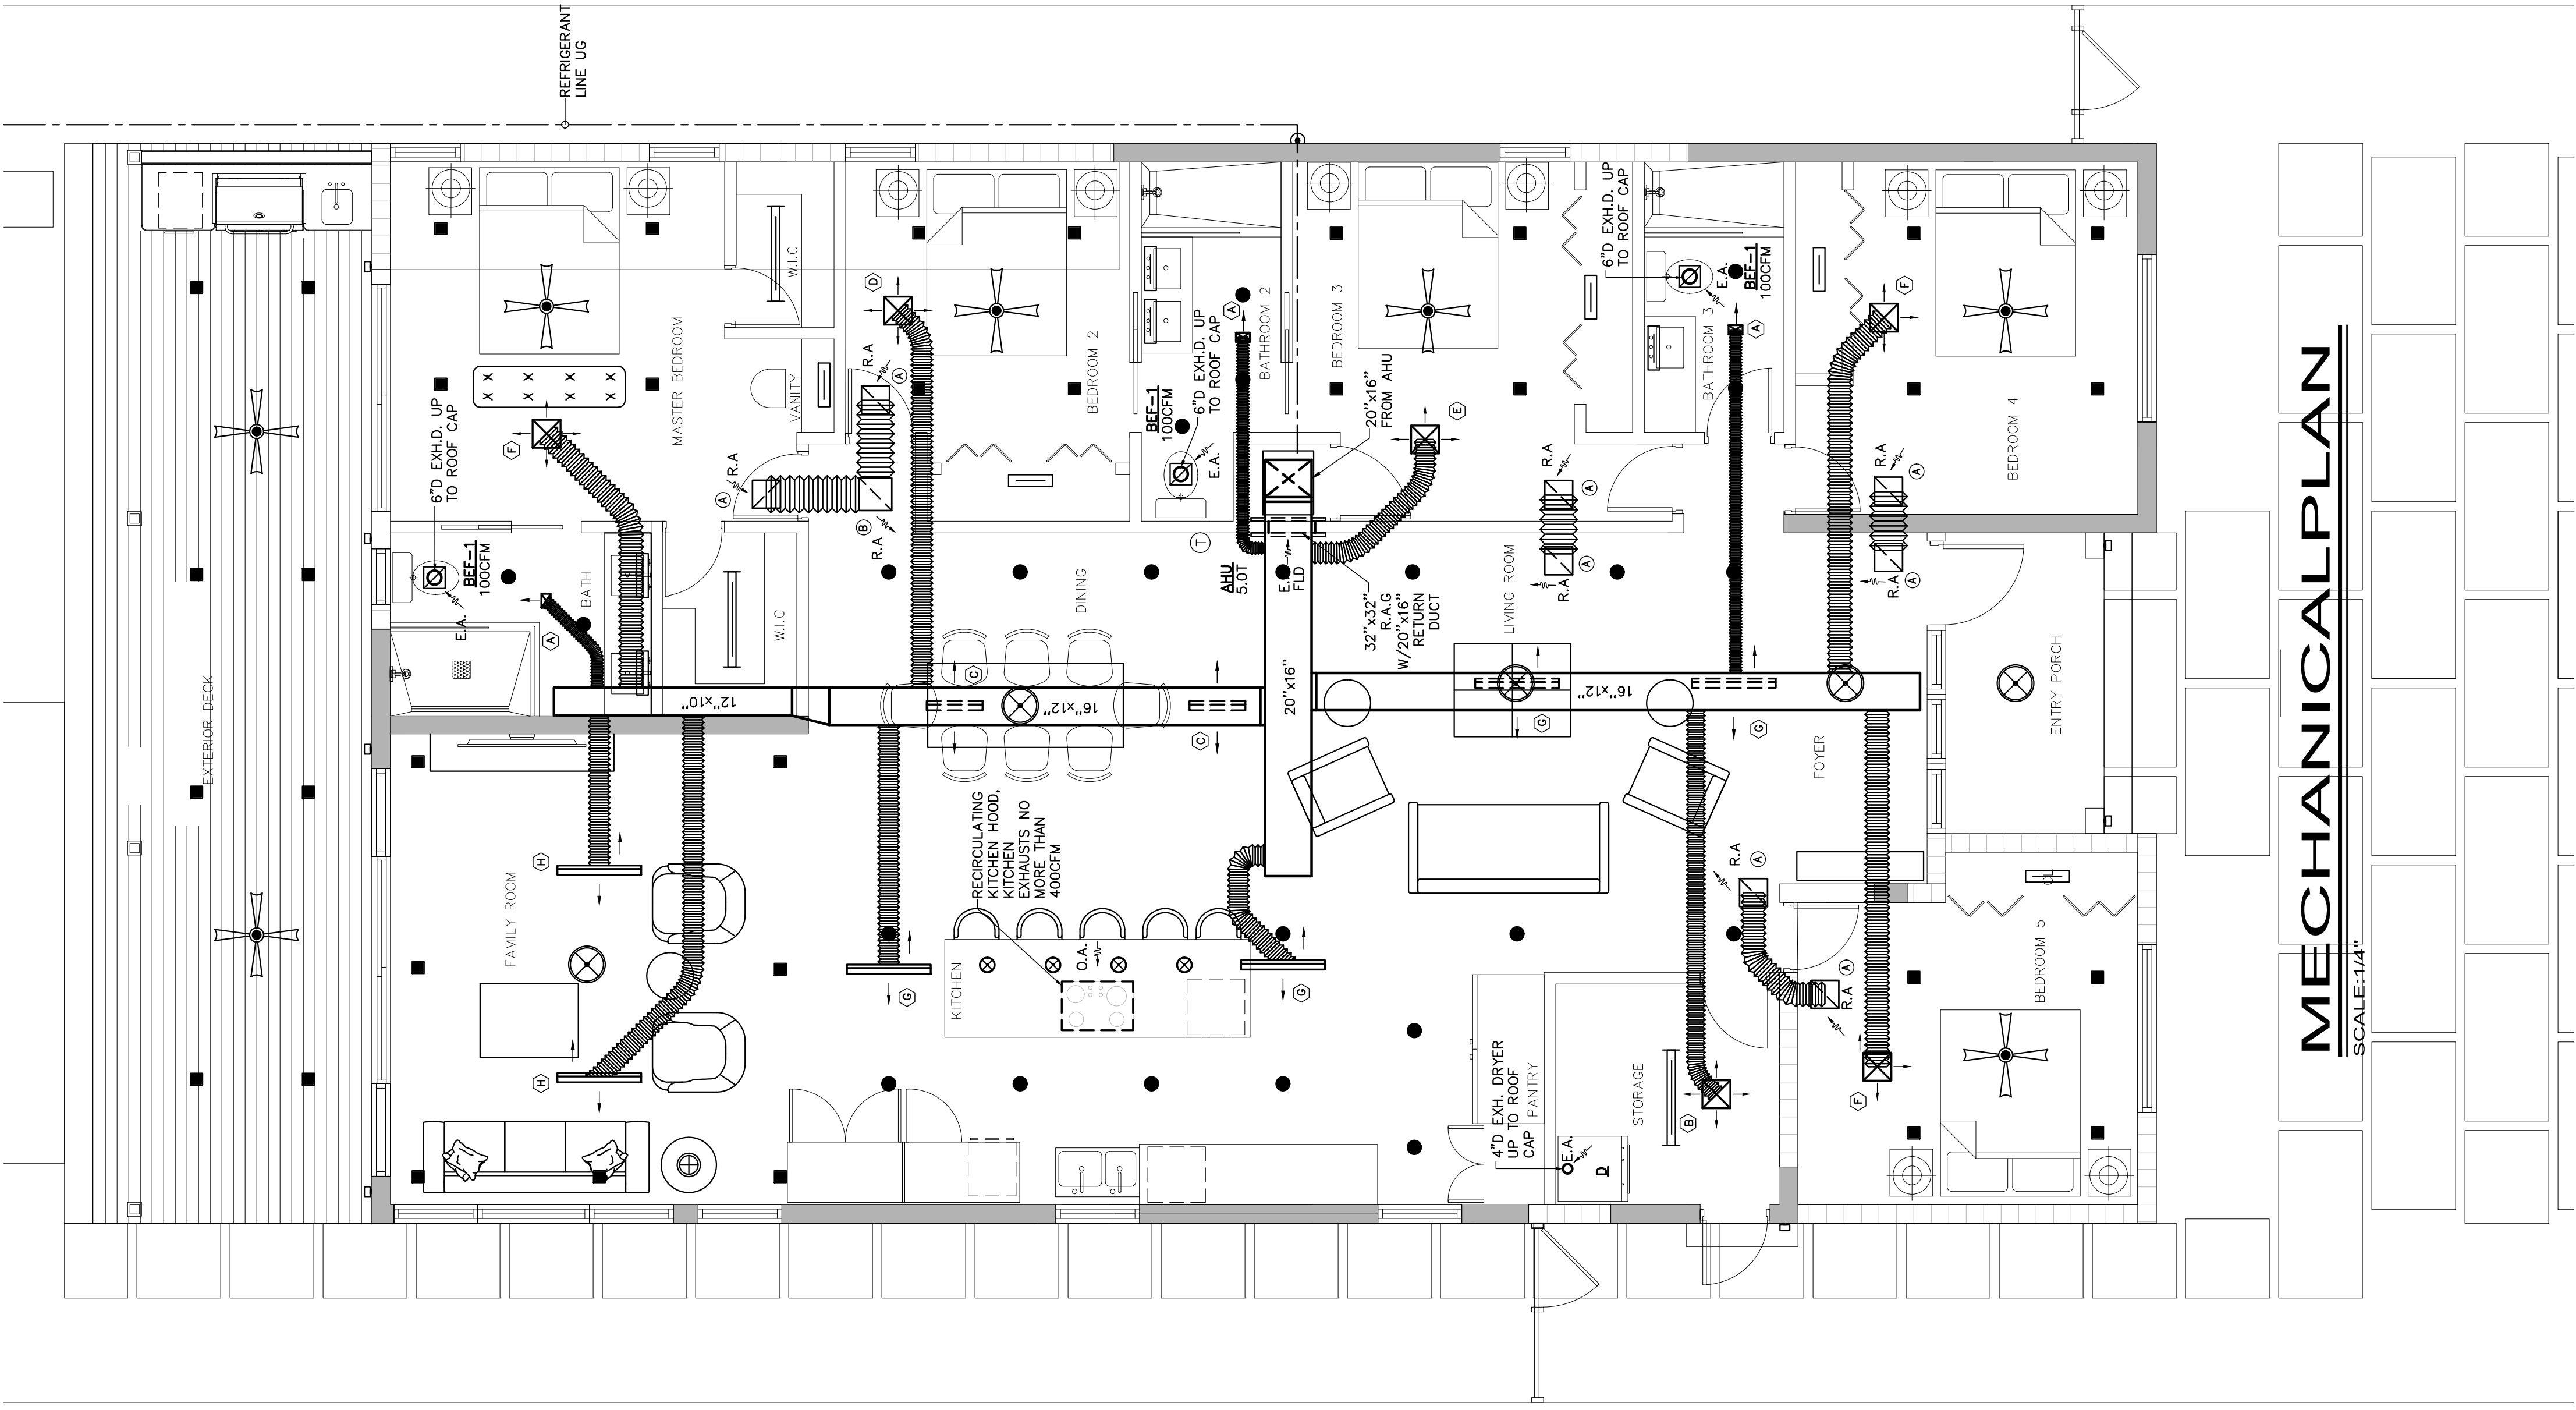 REFRIGERANT
LINE UG
EXTERIOR DECK
6"D EXH.D. UP
TO ROOF CAP
BEF-1
100CFM
E.A.
A
BATH
F
MASTER BEDROOM
W.I.C
VANITY
W.I.C
R.A
A
B
R.A
R.A
A
D
BEDROOM 2
BEF-1
100CFM
6"D EXH.D. UP
TO ROOF CAP
E.A.
A
BATHROOM 2
BEDROOM 3
20"x16"
FROM AHU
E
T
AHU
5.0T
FLD
32"x32"
R.A.G
W/20"x16"
RETURN
DUCT
6"D EXH.D. UP
TO ROOF CAP
E.A.
BEF-1
100CFM
BATHROOM 3
A
F
BEDROOM 4
R.A
A
R.A
A
R.A
A
R.A
A
DINING
LIVING ROOM
12"x10"
16"x12"
C
C
20"x16"
16"x12"
G
G
FOYER
ENTRY PORCH
FAMILY ROOM
H
H
G
RECIRCULATING
KITCHEN HOOD,
KITCHEN
EXHAUSTS NO
MORE THAN
400CFM
O.A.
KITCHEN
G
4"D EXH. DRYER
UP TO ROOF
CAP
PANTRY
E.A.
D
STORAGE
B
R.A
A
R.A
A
F
BEDROOM 5
CL
MECHANICALPLAN
SCALE:1/4"